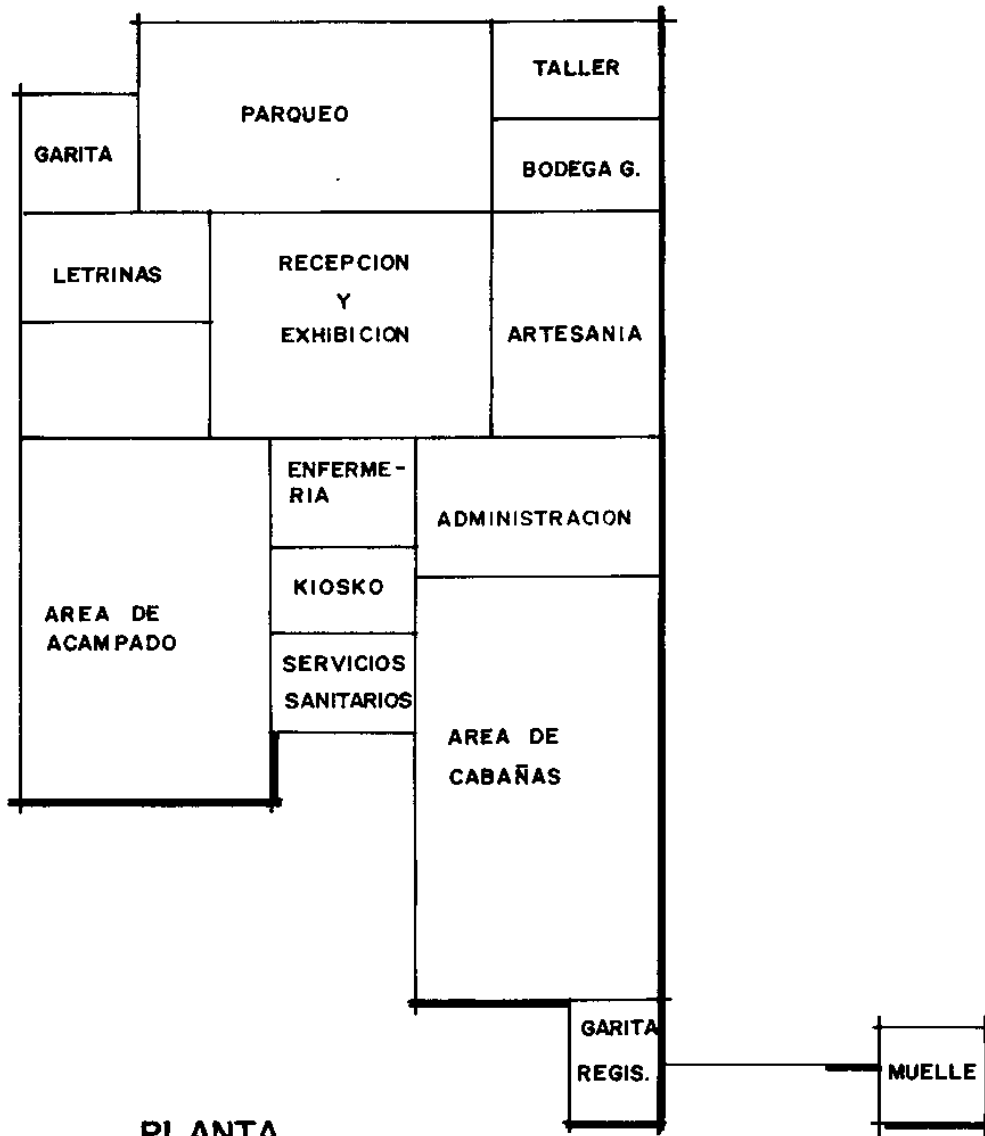 TALLER
PARQUEO
GARITA
BODEGA G.
LETRINAS
RECEPCION
Y
EXHIBICION
ARTESANIA
ENFERME-
RIA
ADMINISTRACION
KIOSKO
AREA DE
ACAMPADO
SERVICIOS
SANITARIOS
AREA DE
CABAÑAS
GARITA
REGIS.
MUELLE
PLANTA